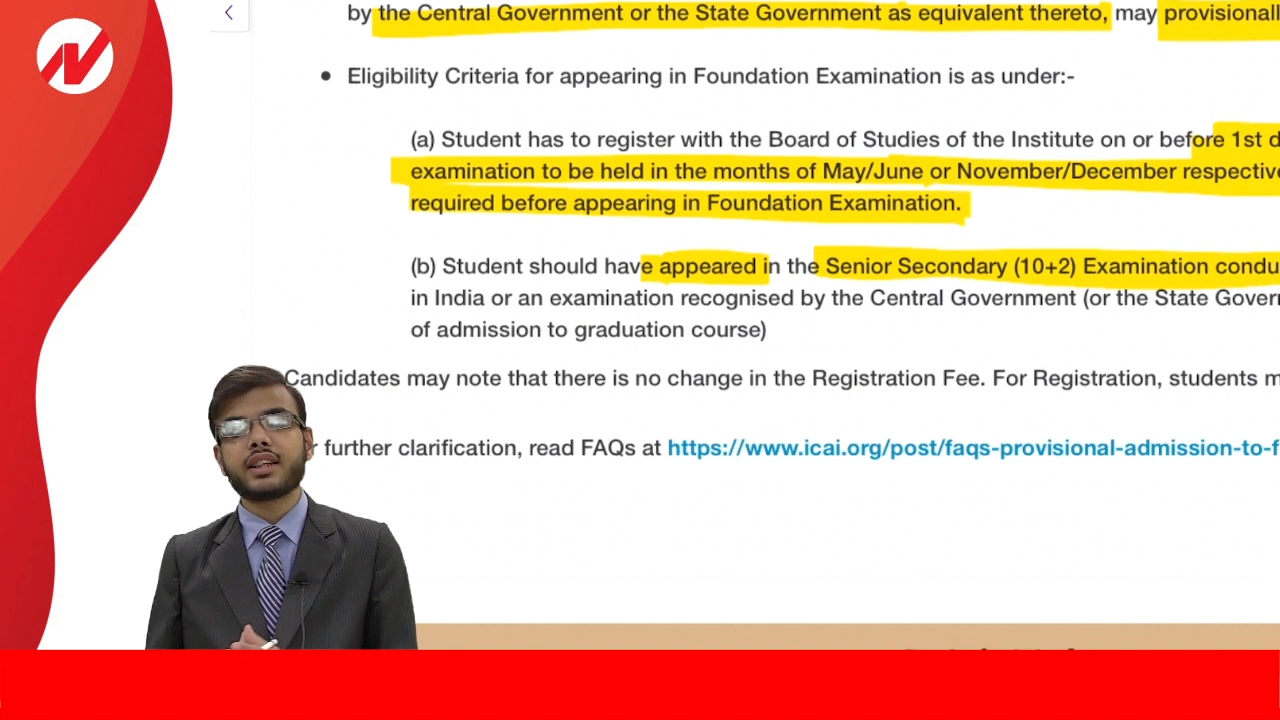 by the Central Government or the State Government as equivalent thereto, may
Eligibility Criteria for appearing in Foundation Examination is as under:-
(a) Student has to register with the Board of Studies of the Institute on or before 1st
examination to be held in the months of May/June or November/December
required before appearing in Foundation Examination.
(b) Student should have appeared in the Senior Secondary (10+2) Examination
in India or an examination recognised by the Central Government (or the State
of admission to graduation course)
Candidates may note that there is no change in the Registration Fee. For Registration, students
further clarification, read FAQs at https://www.icai.org/post/faqs-provisional-admission-to-f